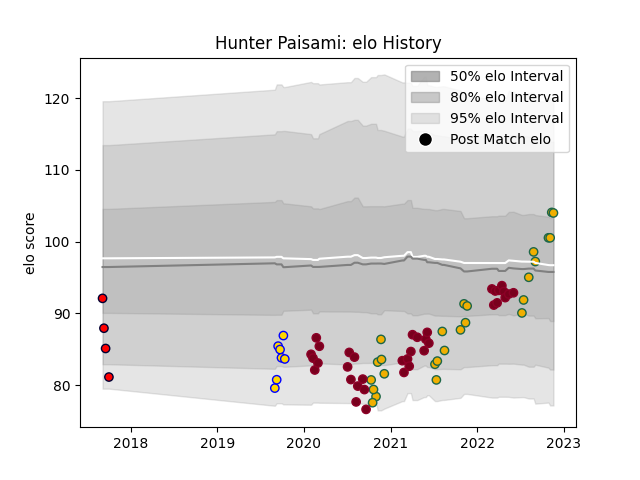 Hunter Paisami: elo History
50% elo Interval
80% elo Interval
95% elo Interval
Post Match elo
elo score
120
110
100
90
80
2018 2019 2020 2021 2022 2023